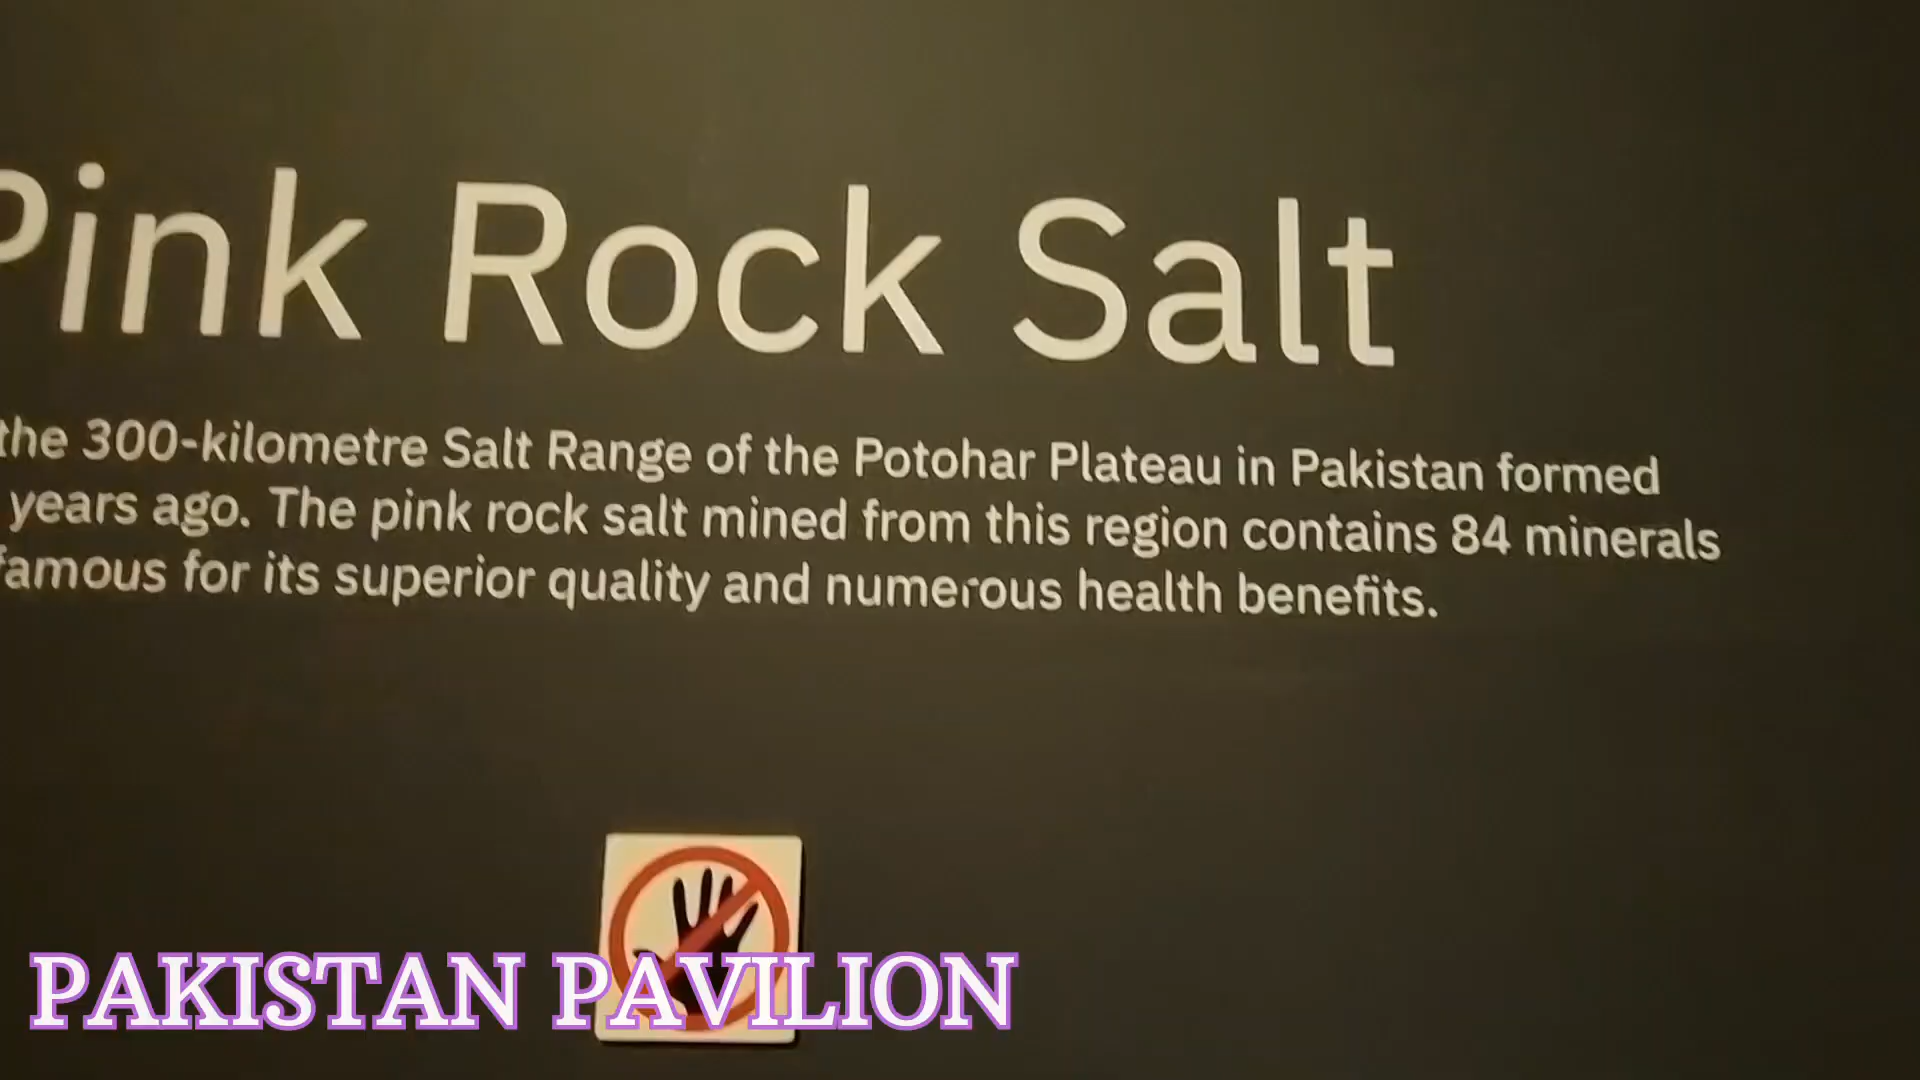 Pink Rock Salt
the 300-kilometre Salt Range of the Potohar Plateau in Pakistan formed
years ago. The pink rock salt mined from this region contains 84 minerals
famous for its superior quality and numerous health benefits.
PAKISTAN PAVILION